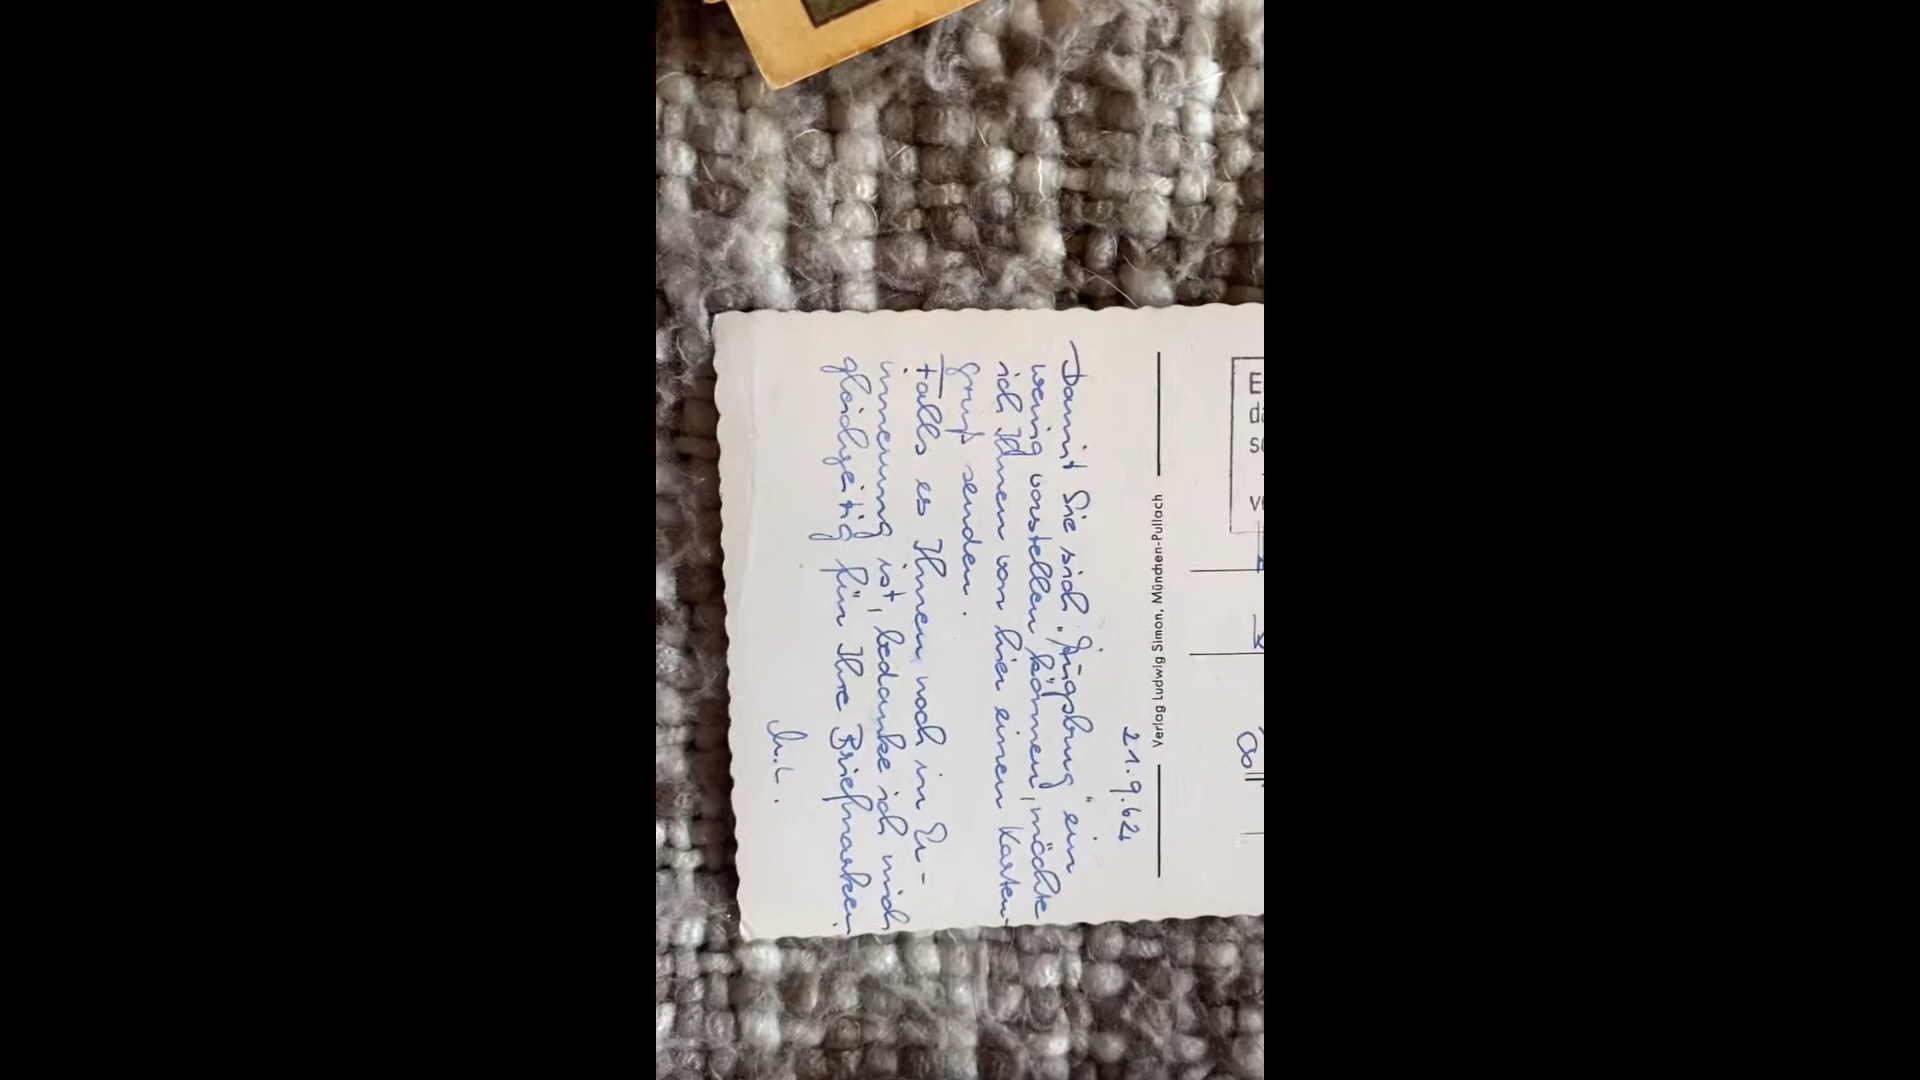 21.9.62
Damit Sie sich „Augsburg" ein
wenig vorstellen können, möchte
ich Ihnen von hier einen Karten-
gruß senden.
Falls es Ihnen noch in Er-
innerung ist, bedanke ich mich
gleichzeitig für Ihre Briefmarken.
Verlag Ludwig Simon, München-Pullach
E